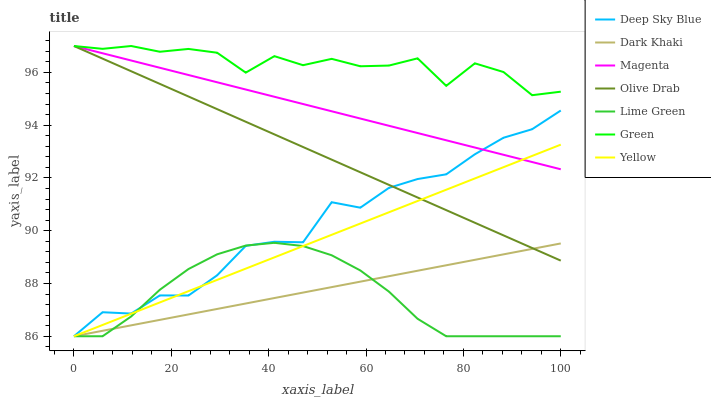 title
Deep Sky Blue
Dark Khaki
Magenta
Olive Drab
Lime Green
Green
Yellow
yaxis_label
96
94
92
90
88
86
0 20 40 60 80 100
xaxis_label